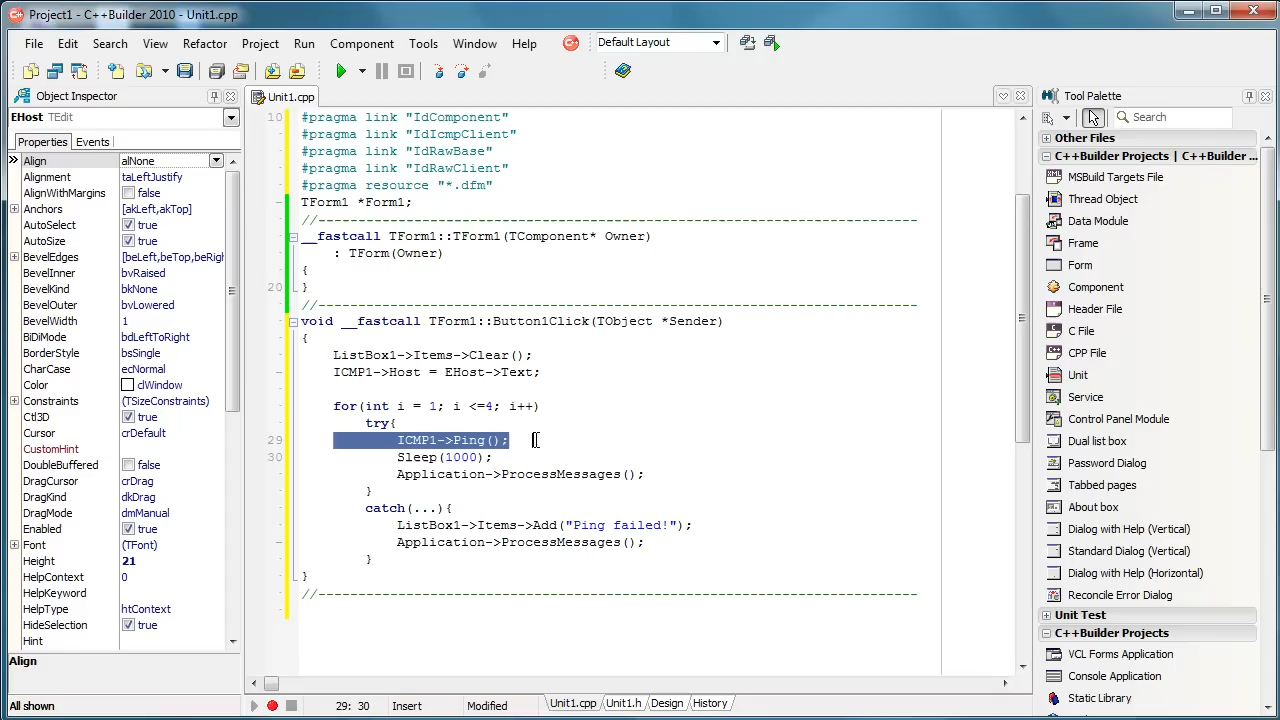 Project1 - C++Builder 2010 - Unit1.cpp
File Edit Search View Refactor Project Run Component Tools Window Help Default Layout
Object Inspector
EHost TEdit
Properties Events
Align alNone
Alignment taLeftJustify
AlignWithMargins false
Anchors [akLeft,akTop]
AutoSelect true
AutoSize true
BevelEdges [beLeft,beTop,beRigh
BevelInner bvRaised
BevelKind bkNone
BevelOuter bvLowered
BevelWidth 1
BiDiMode bdLeftToRight
BorderStyle bsSingle
CharCase ecNormal
Color clWindow
Constraints (TSizeConstraints)
Ctl3D true
Cursor crDefault
CustomHint
DoubleBuffered false
DragCursor crDrag
DragKind dkDrag
DragMode dmManual
Enabled true
Font (TFont)
Height 21
HelpContext 0
HelpKeyword
HelpType htContext
HideSelection true
Hint
Align
All shown
Unit1.cpp
10 #pragma link "IdComponent"
#pragma link "IdIcmpClient"
#pragma link "IdRawBase"
#pragma link "IdRawClient"
#pragma resource "*.dfm"
TForm1 *Form1;
//---------------------------------------------------------------------------
__fastcall TForm1::TForm1(TComponent* Owner)
: TForm(Owner)
{
20 }
//---------------------------------------------------------------------------
void __fastcall TForm1::Button1Click(TObject *Sender)
{
ListBox1->Items->Clear();
ICMP1->Host = EHost->Text;
for(int i = 1; i <=4; i++)
try{
29 ICMP1->Ping();
30 Sleep(1000);
Application->ProcessMessages();
}
catch(...){
ListBox1->Items->Add("Ping failed!");
Application->ProcessMessages();
}
}
//---------------------------------------------------------------------------
29: 30 Insert Modified Unit1.cpp Unit1.h Design History
Tool Palette
Search
Other Files
C++Builder Projects | C++Builder ...
MSBuild Targets File
Thread Object
Data Module
Frame
Form
Component
Header File
C File
CPP File
Unit
Service
Control Panel Module
Dual list box
Password Dialog
Tabbed pages
About box
Dialog with Help (Vertical)
Standard Dialog (Vertical)
Dialog with Help (Horizontal)
Reconcile Error Dialog
Unit Test
C++Builder Projects
VCL Forms Application
Console Application
Static Library